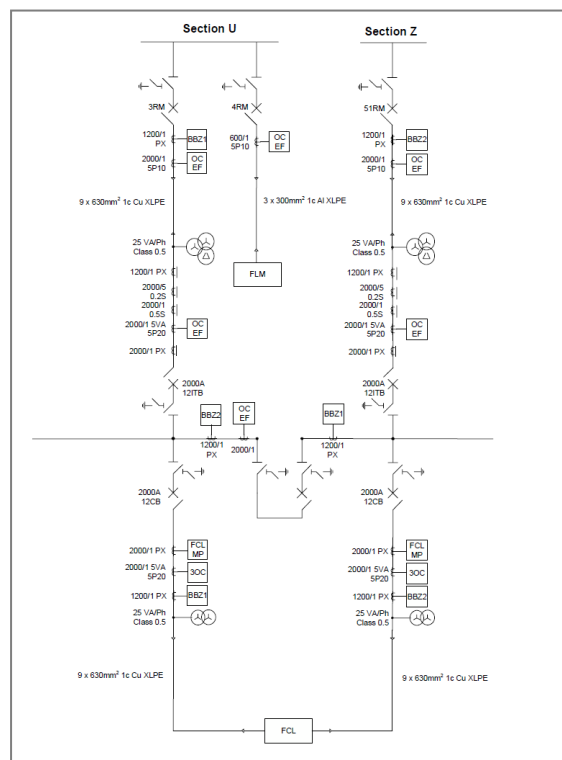 Section U
Section Z
3RM
4RM
51RM
1200/1
PX
BBZ1
600/1
5P10
OC
EF
1200/1
PX
BBZ2
2000/1
5P10
OC
EF
2000/1
5P10
OC
EF
9 x 630mm² 1c Cu XLPE
3 x 300mm² 1c Al XLPE
9 x 630mm² 1c Cu XLPE
25 VA/Ph
Class 0.5
25 VA/Ph
Class 0.5
FLM
1200/1 PX
2000/5
0.2S
2000/1
0.5S
2000/1 5VA
5P20
OC
EF
2000/1 PX
1200/1 PX
2000/5
0.2S
2000/1
0.5S
2000/1 5VA
5P20
OC
EF
2000/1 PX
2000A
12ITB
2000A
12ITB
BBZ2
OC
EF
BBZ1
1200/1
PX
2000/1
1200/1
PX
2000A
12CB
2000A
12CB
2000/1 PX
FCL
MP
2000/1 5VA
5P20
3OC
1200/1 PX
BBZ1
25 VA/Ph
Class 0.5
2000/1 PX
FCL
MP
2000/1 5VA
5P20
3OC
1200/1 PX
BBZ2
25 VA/Ph
Class 0.5
9 x 630mm² 1c Cu XLPE
9 x 630mm² 1c Cu XLPE
FCL